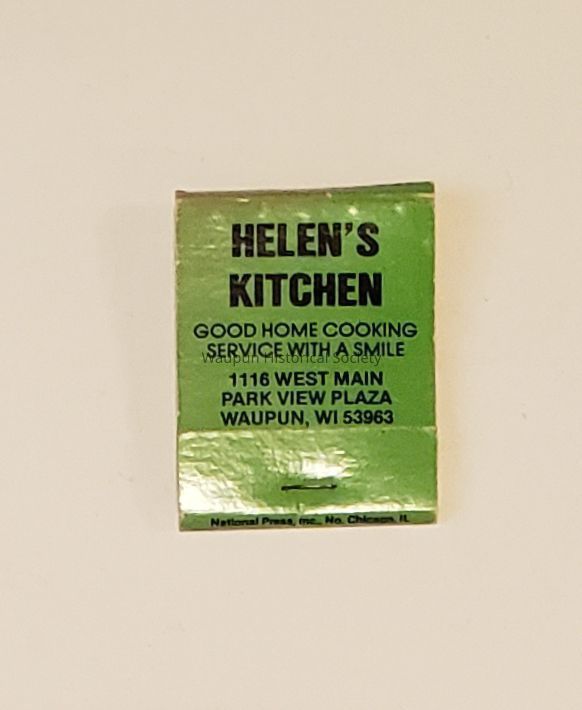 HELEN'S
KITCHEN
GOOD HOME COOKING
SERVICE WITH A SMILE
Waupun Historical Society
1116 WEST MAIN
PARK VIEW PLAZA
WAUPUN, WI 53963
National Press, Inc., No. Chicago, IL